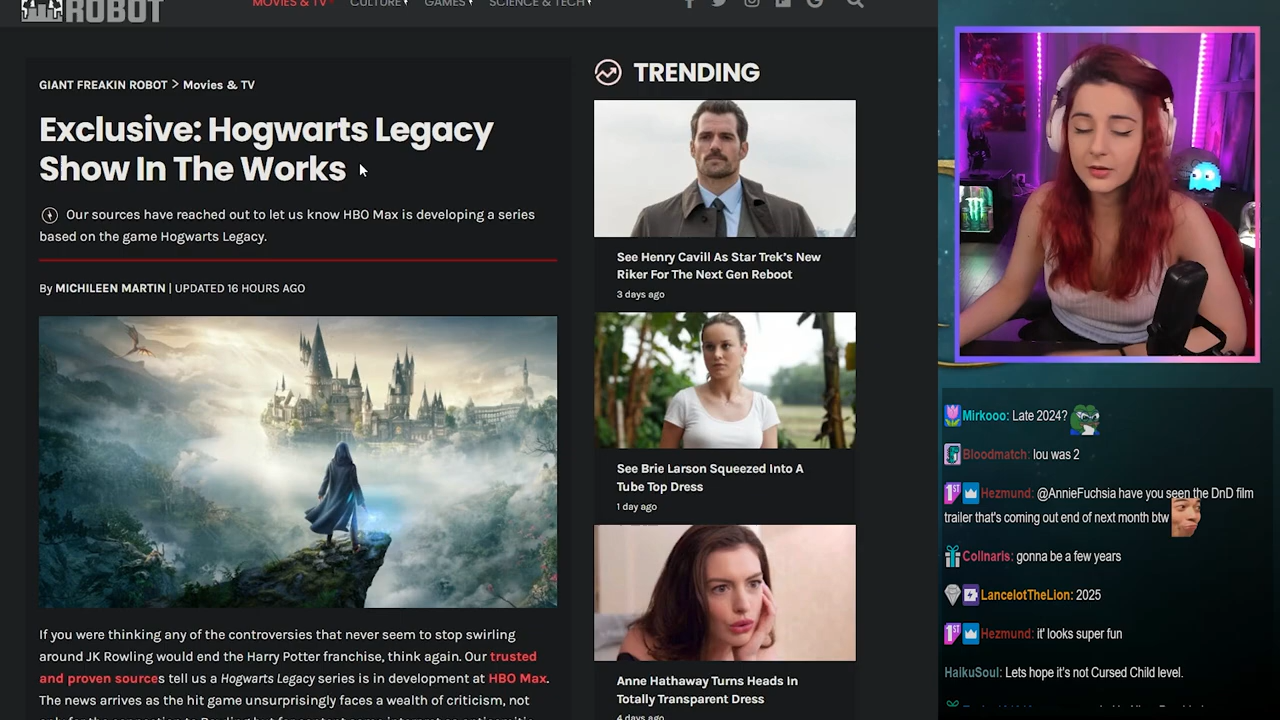 ROBOT
MOVIES & TV
CULTURE
GAMES
SCIENCE & TECH
GIANT FREAKIN ROBOT > Movies & TV
Exclusive: Hogwarts Legacy
Show In The Works
Our sources have reached out to let us know HBO Max is developing a series
based on the game Hogwarts Legacy.
By MICHILEEN MARTIN | UPDATED 16 HOURS AGO
If you were thinking any of the controversies that never seem to stop swirling
around JK Rowling would end the Harry Potter franchise, think again. Our trusted
and proven sources tell us a Hogwarts Legacy series is in development at HBO Max.
The news arrives as the hit game unsurprisingly faces a wealth of criticism, not
TRENDING
See Henry Cavill As Star Trek's New
Riker For The Next Gen Reboot
3 days ago
See Brie Larson Squeezed Into A
Tube Top Dress
1 day ago
Anne Hathaway Turns Heads In
Totally Transparent Dress
4 days ago
Mirkooo: Late 2024?
Bloodmatch: lou was 2
1ST Hezmund: @AnnieFuchsia have you seen the DnD film
trailer that's coming out end of next month btw
Collnaris: gonna be a few years
LancelotTheLion: 2025
1ST Hezmund: it' looks super fun
HaikuSoul: Lets hope it's not Cursed Child level.